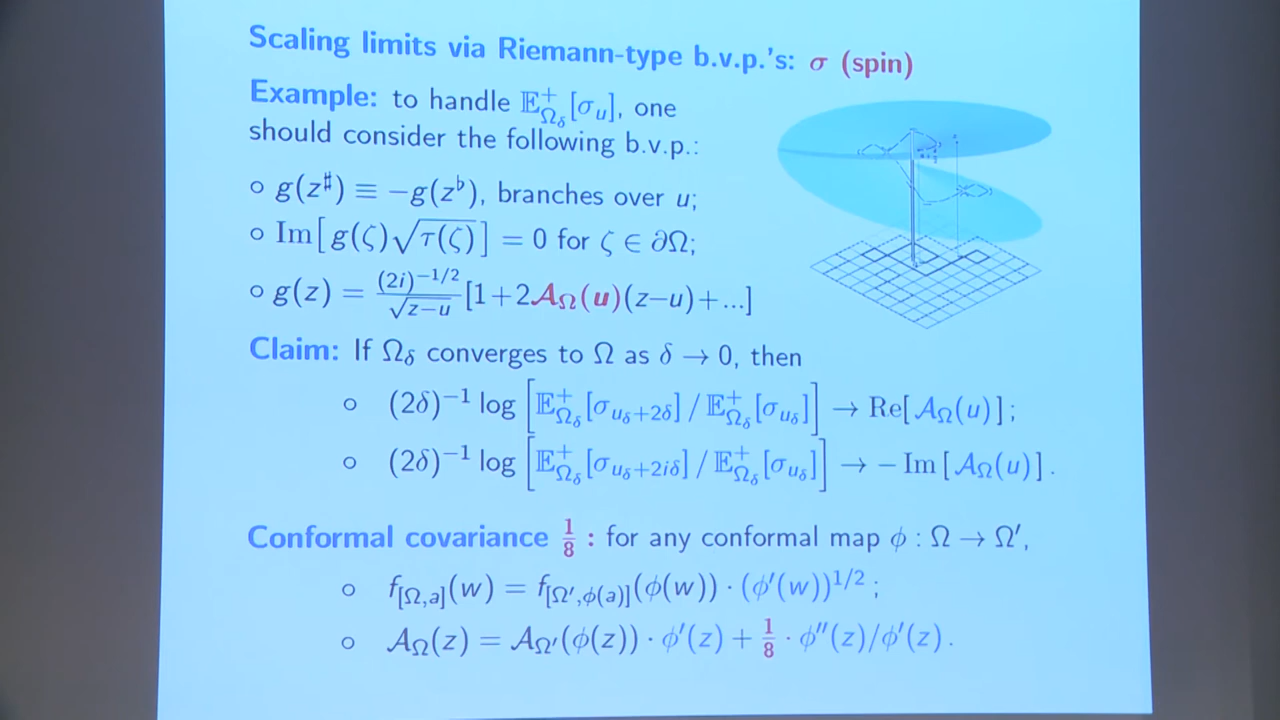 Scaling limits via Riemann-type b.v.p.'s: σ (spin)
Example: to handle 𝔼⁺_{Ω_δ}[σ_u], one
should consider the following b.v.p.:
○ g(z^♯) ≡ −g(z^♭), branches over u;
○ Im[g(ζ)√τ(ζ)] = 0 for ζ ∈ ∂Ω;
○ g(z) = (2i)^{−1/2}/√(z−u) [1+2𝒜_Ω(u)(z−u)+...]
Claim: If Ω_δ converges to Ω as δ → 0, then
○ (2δ)^{−1} log [𝔼⁺_{Ω_δ}[σ_{u_δ+2δ}] / 𝔼⁺_{Ω_δ}[σ_{u_δ}]] → Re[𝒜_Ω(u)];
○ (2δ)^{−1} log [𝔼⁺_{Ω_δ}[σ_{u_δ+2iδ}] / 𝔼⁺_{Ω_δ}[σ_{u_δ}]] → − Im[𝒜_Ω(u)].
Conformal covariance 1/8 : for any conformal map ϕ : Ω → Ω′,
○ f_{[Ω,a]}(w) = f_{[Ω′,ϕ(a)]}(ϕ(w)) · (ϕ′(w))^{1/2};
○ 𝒜_Ω(z) = 𝒜_{Ω′}(ϕ(z)) · ϕ′(z) + 1/8 · ϕ″(z)/ϕ′(z).